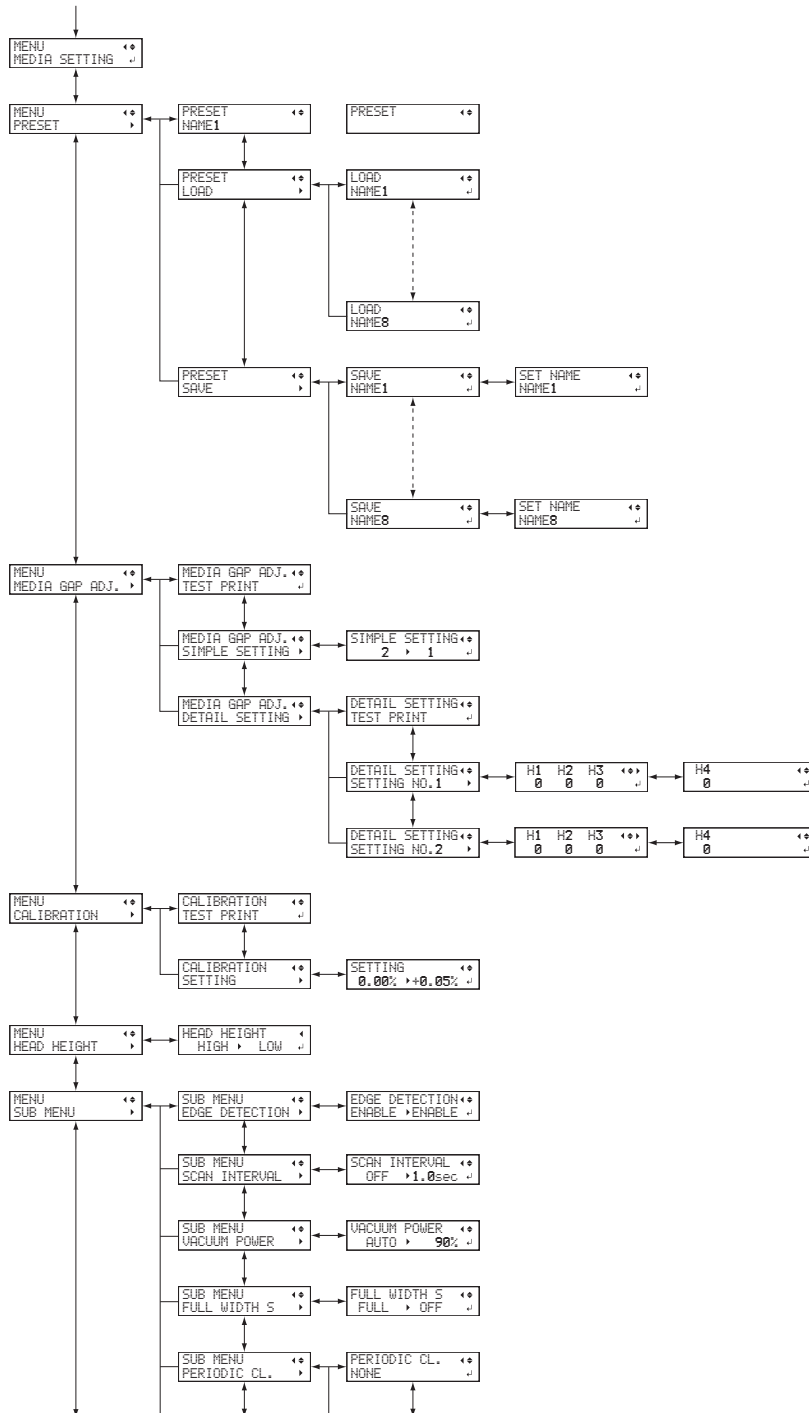 MENU
MEDIA SETTING
MENU
PRESET
PRESET
NAME1
PRESET
PRESET
LOAD
LOAD
NAME1
LOAD
NAME8
PRESET
SAVE
SAVE
NAME1
SET NAME
NAME1
SAVE
NAME8
SET NAME
NAME8
MENU
MEDIA GAP ADJ.
MEDIA GAP ADJ.
TEST PRINT
MEDIA GAP ADJ.
SIMPLE SETTING
SIMPLE SETTING
2 1
MEDIA GAP ADJ.
DETAIL SETTING
DETAIL SETTING
TEST PRINT
DETAIL SETTING
SETTING NO.1
H1 H2 H3
0 0 0
H4
0
DETAIL SETTING
SETTING NO.2
H1 H2 H3
0 0 0
H4
0
MENU
CALIBRATION
CALIBRATION
TEST PRINT
CALIBRATION
SETTING
SETTING
0.00% +0.05%
MENU
HEAD HEIGHT
HEAD HEIGHT
HIGH LOW
MENU
SUB MENU
SUB MENU
EDGE DETECTION
EDGE DETECTION
ENABLE ENABLE
SUB MENU
SCAN INTERVAL
SCAN INTERVAL
OFF 1.0sec
SUB MENU
VACUUM POWER
VACUUM POWER
AUTO 90%
SUB MENU
FULL WIDTH S
FULL WIDTH S
FULL OFF
SUB MENU
PERIODIC CL.
PERIODIC CL.
NONE